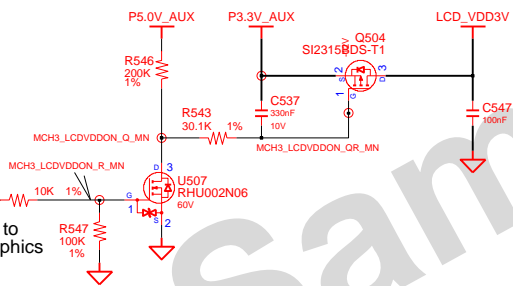 P5.0V_AUX P3.3V_AUX LCD_VDD3V
Q504
SI2315BDS-T1
R546
200K
1%
S 2 3 D
1 G
C537
330nF
10V
C547
100nF
R543
30.1K 1%
MCH3_LCDVDDON_Q_MN
MCH3_LCDVDDON_QR_MN
MCH3_LCDVDDON_R_MN
D 3
U507
RHU002N06
60V
10K 1%
G
1
S 2
R547
100K
1%
to
phics
Sam